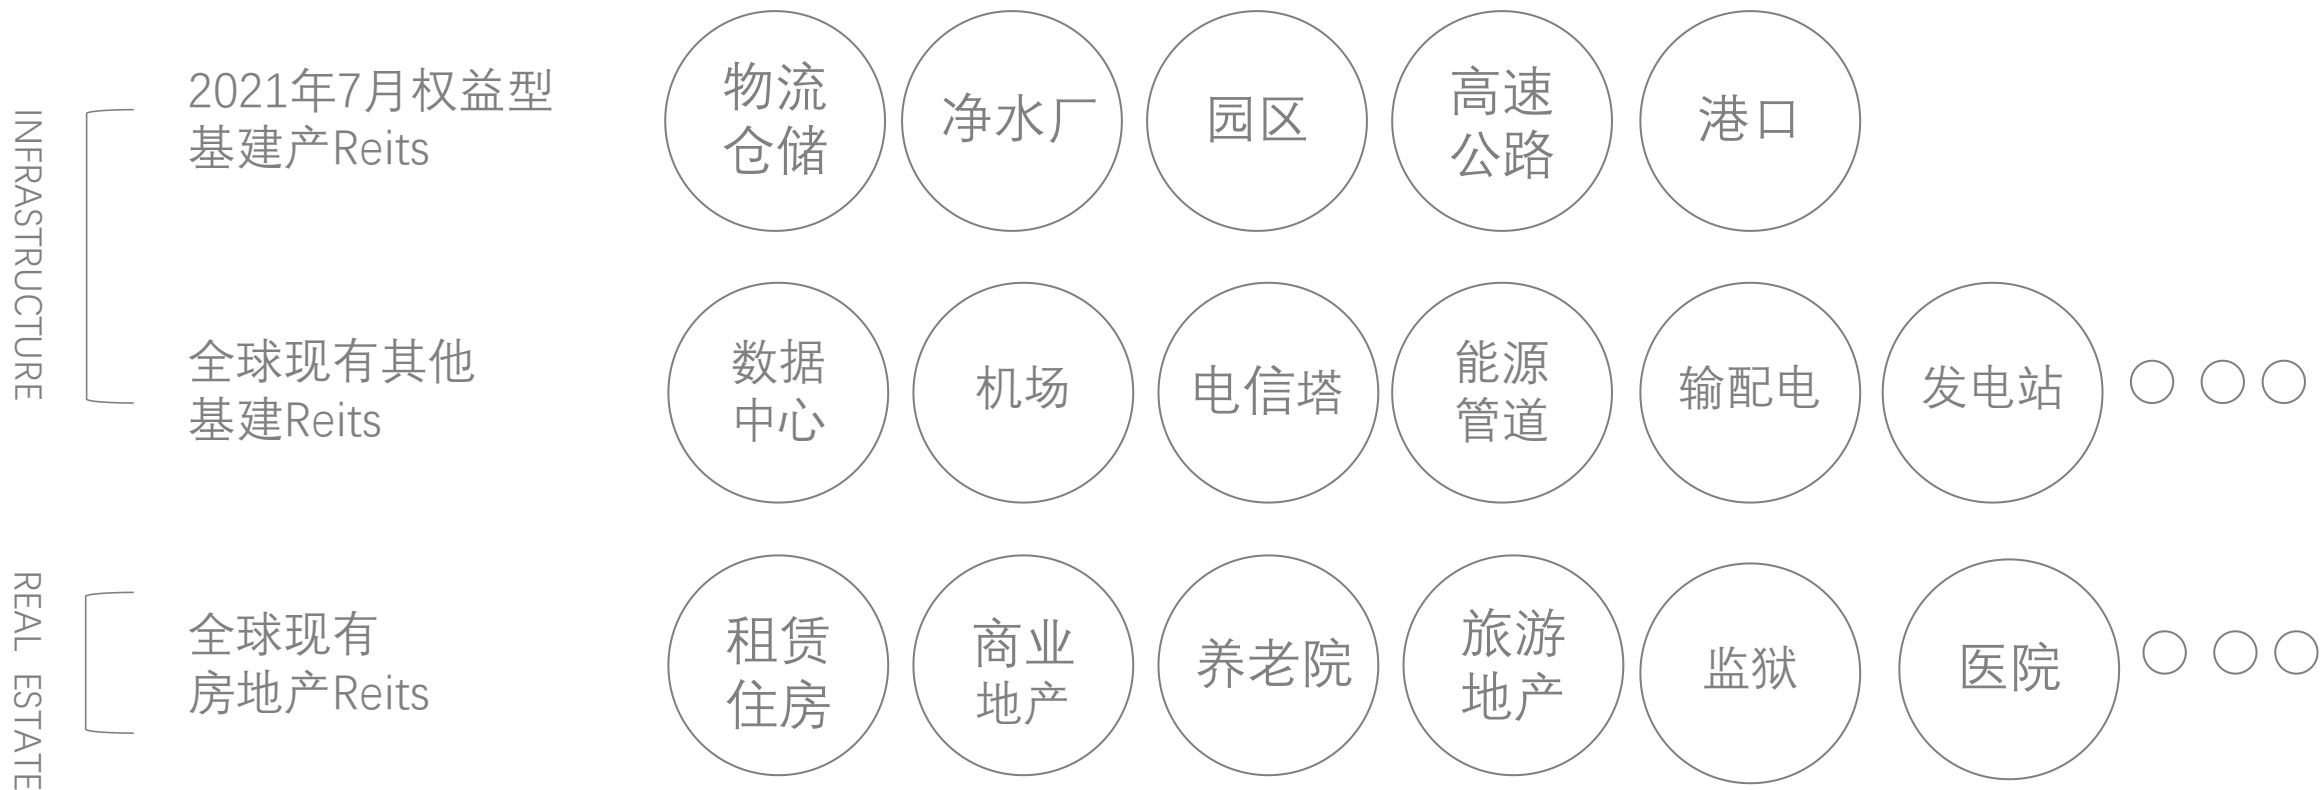 INFRASTRUCTURE
2021年7月权益型
基建产Reits
物流
仓储
净水厂
园区
高速
公路
港口
全球现有其他
基建Reits
数据
中心
机场
电信塔
能源
管道
输配电
发电站
REAL ESTATE
全球现有
房地产Reits
租赁
住房
商业
地产
养老院
旅游
地产
监狱
医院